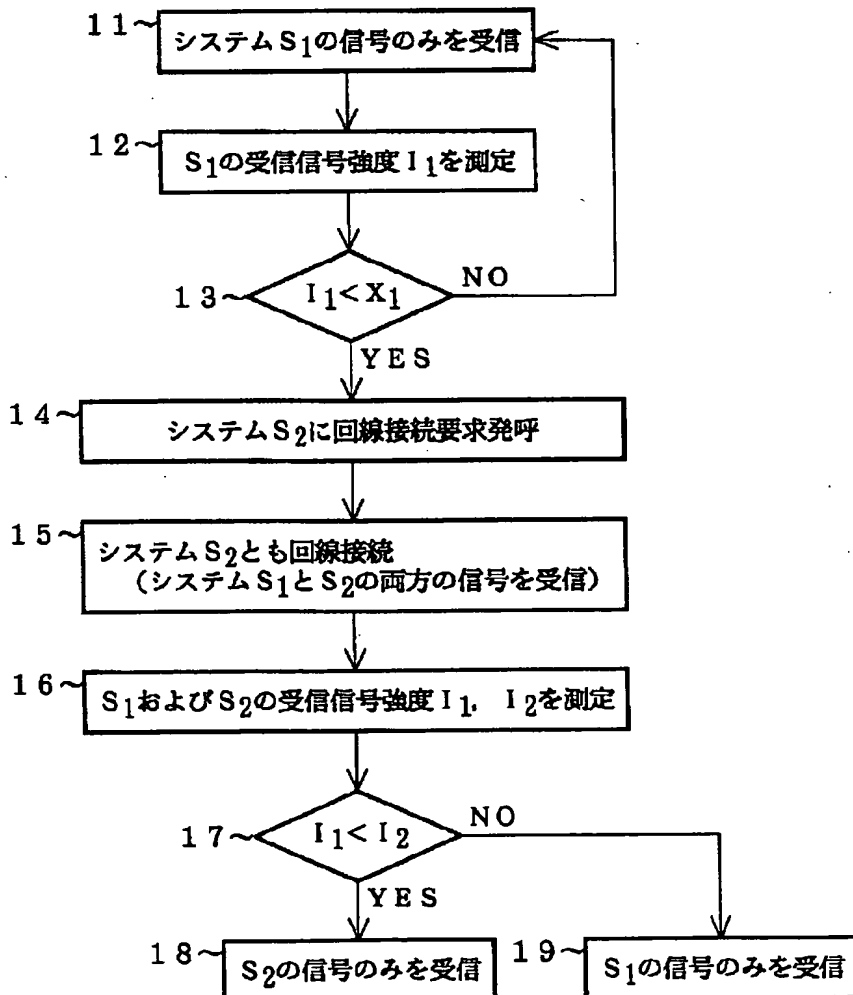 11
システムS₁の信号のみを受信
12
S₁の受信信号強度I₁を測定
13
I₁<X₁
NO
YES
14
システムS₂に回線接続要求発呼
15
システムS₂とも回線接続
(システムS₁とS₂の両方の信号を受信)
16
S₁およびS₂の受信信号強度I₁, I₂を測定
17
I₁<I₂
NO
YES
18
S₂の信号のみを受信
19
S₁の信号のみを受信